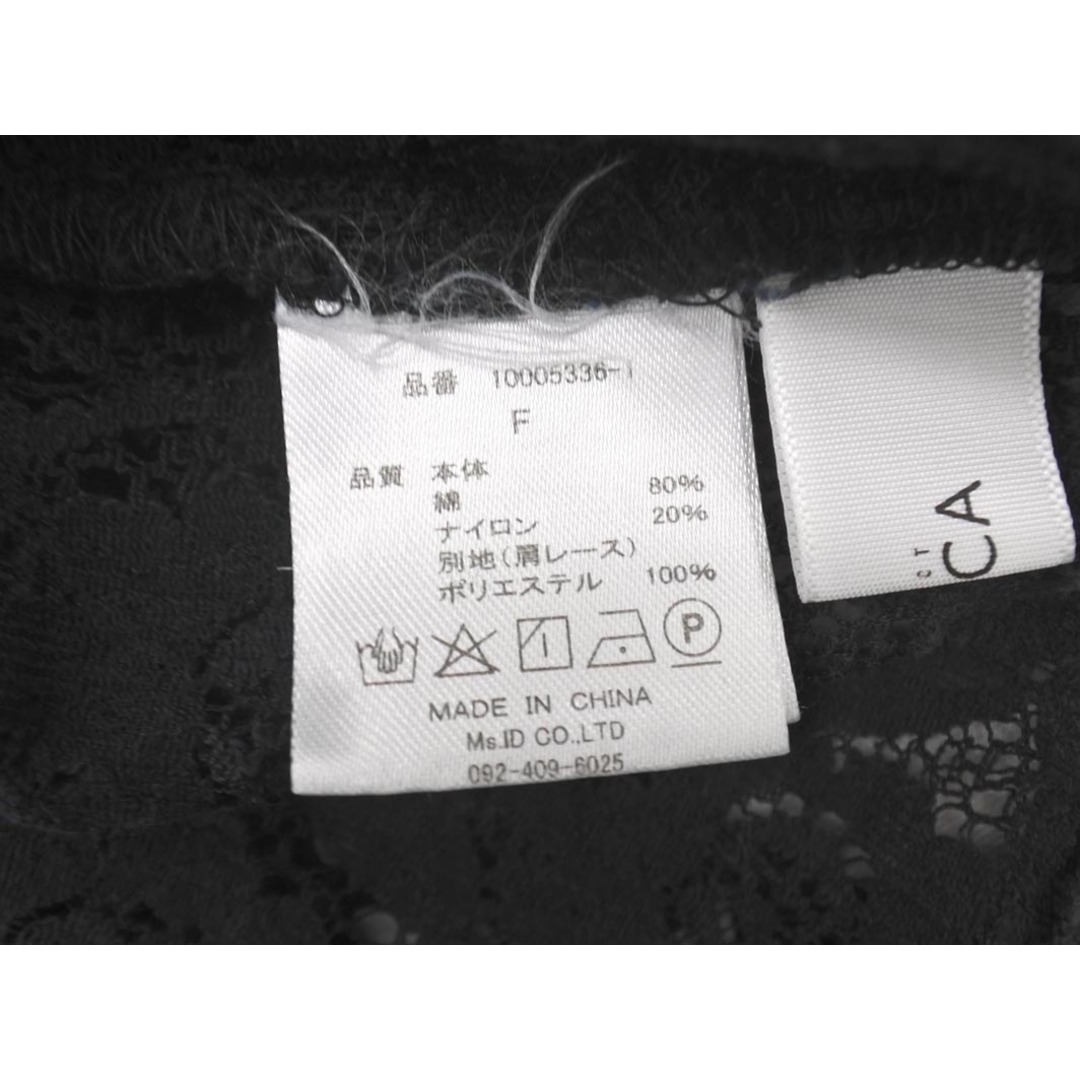 品番 10005336-1
F
品質 本体
綿 80%
ナイロン 20%
別地(肩レース)
ポリエステル 100%
P
MADE IN CHINA
Ms.ID CO.,LTD
092-409-6025
CT
CA